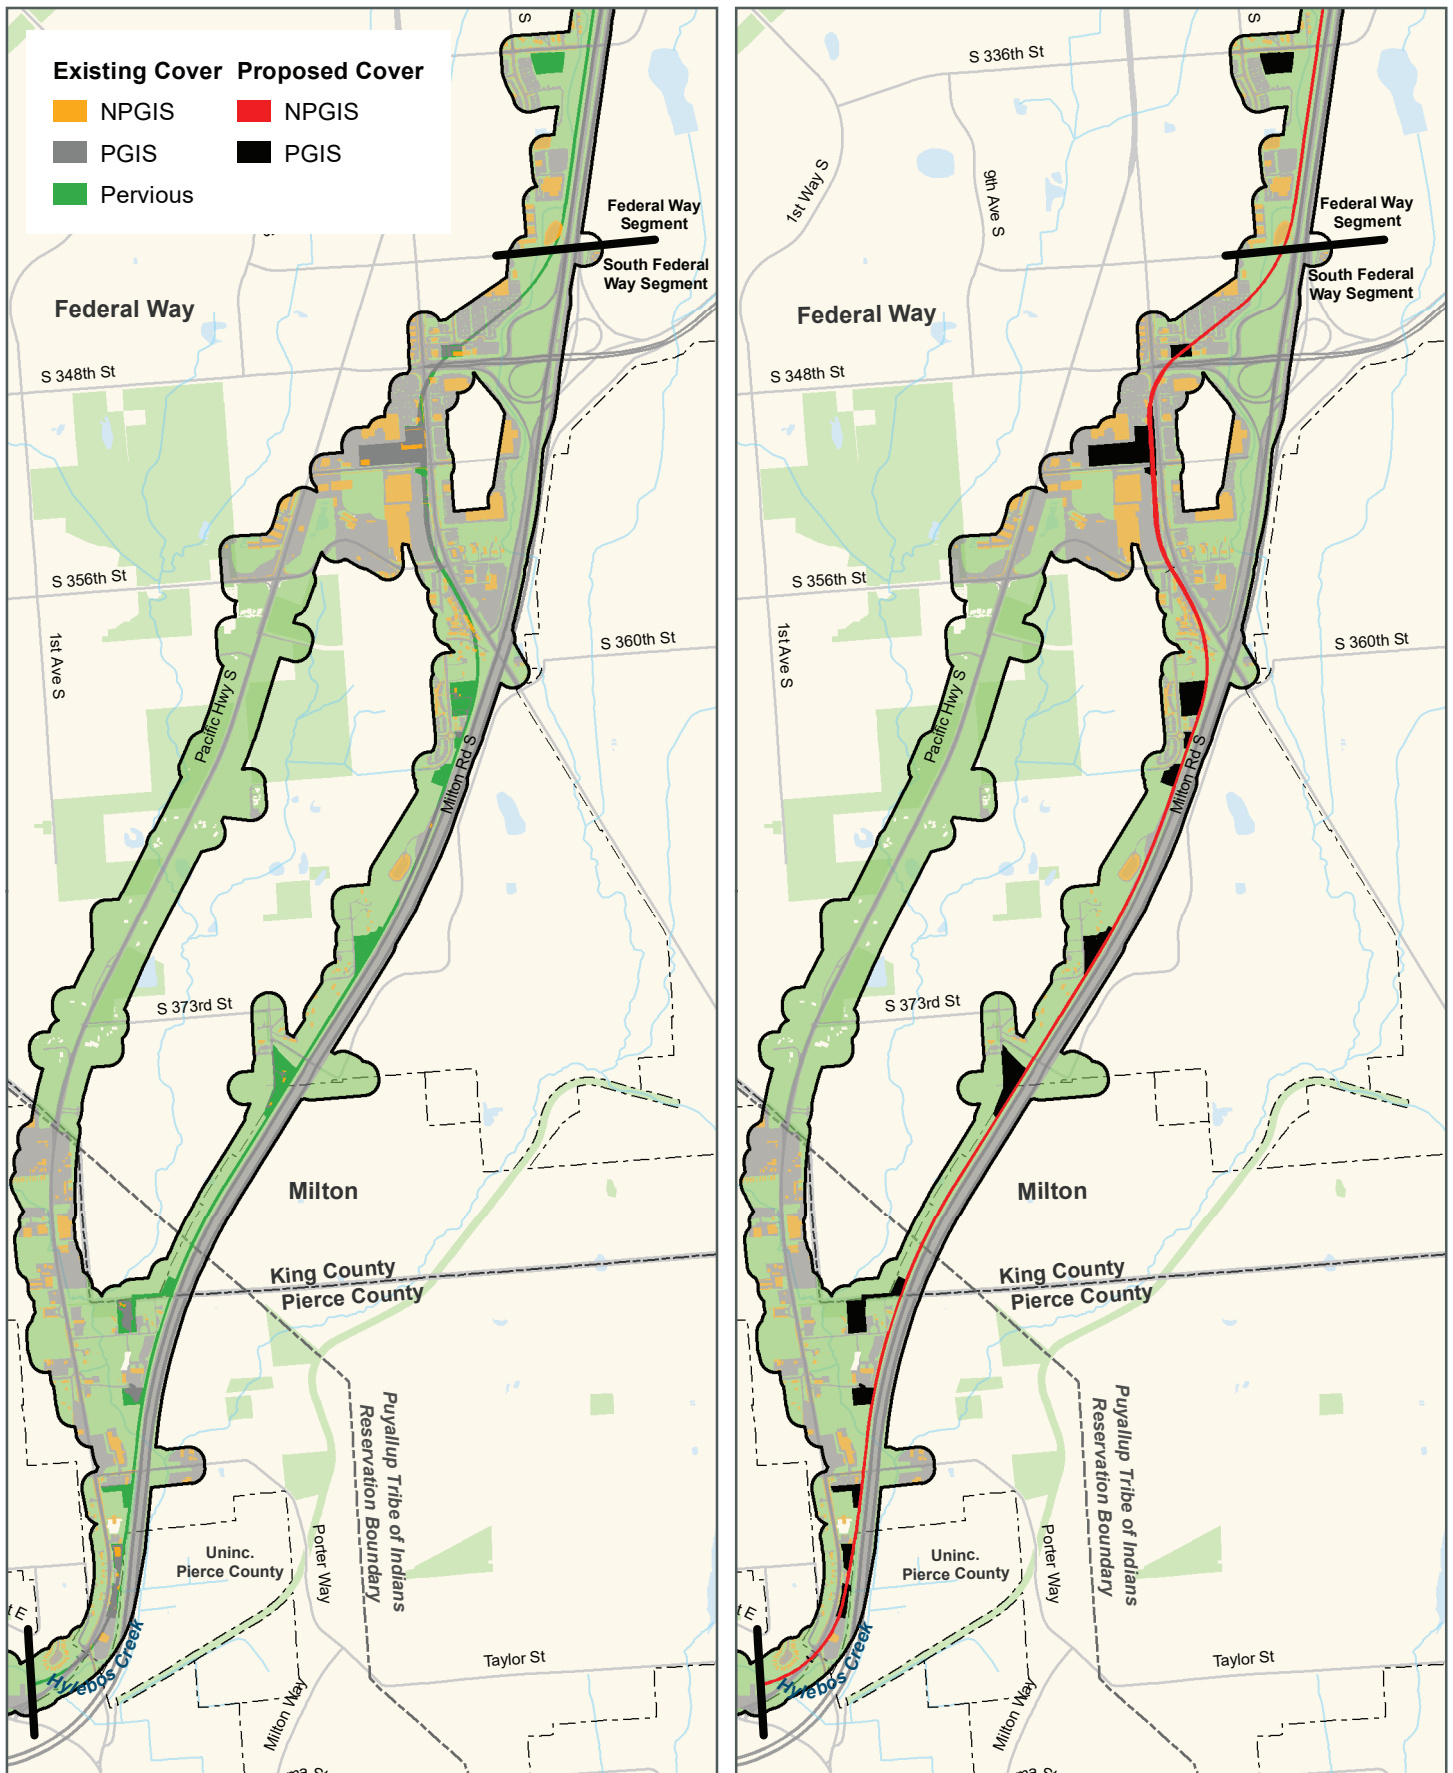 S
Existing Cover Proposed Cover
NPGIS NPGIS
PGIS PGIS
Pervious
Federal Way
Segment
South Federal
Way Segment
Federal Way
S 348th St
S 356th St
1st Ave S
S 360th St
Pacific Hwy S
Milton Rd S
S 373rd St
Milton
King County
Pierce County
Puyallup Tribe of Indians
Reservation Boundary
Uninc.
Pierce County
Porter Way
t E
Hylebos Creek
Taylor St
Milton Way
S
S 336th St
1st Way S
9th Ave S
Federal Way
Segment
South Federal
Way Segment
Federal Way
S 348th St
S 356th St
1st Ave S
S 360th St
Pacific Hwy S
Milton Rd S
S 373rd St
Milton
King County
Pierce County
Puyallup Tribe of Indians
Reservation Boundary
Uninc.
Pierce County
Porter Way
t E
Hylebos Creek
Taylor St
Milton Way